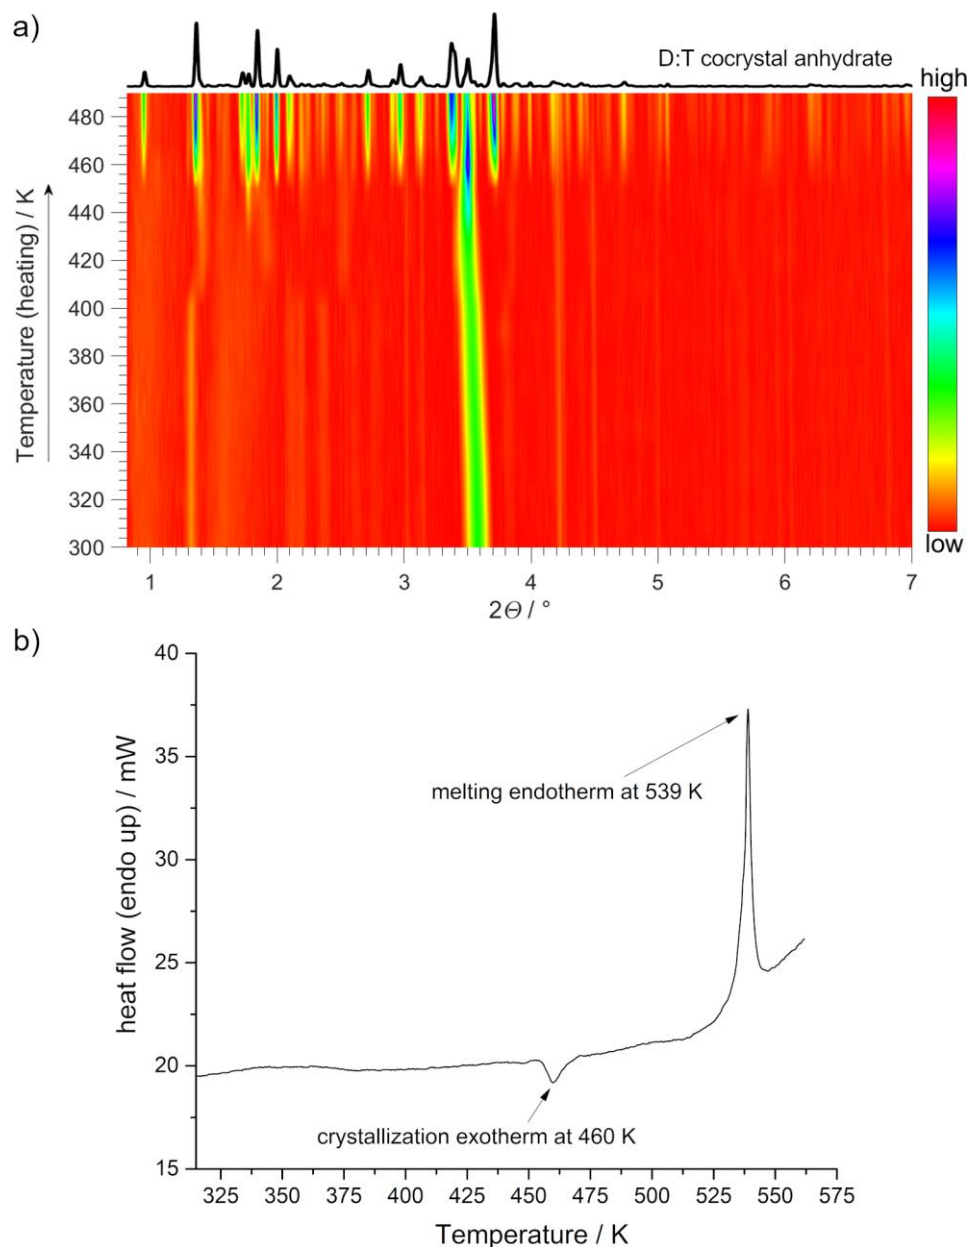 a)
D:T cocrystal anhydrate
high
480
460
440
420
400
380
360
340
320
300
Temperature (heating) / K
low
1 2 3 4 5 6 7
2Θ / °
b)
40
35
30
25
20
15
heat flow (endo up) / mW
melting endotherm at 539 K
crystallization exotherm at 460 K
325 350 375 400 425 450 475 500 525 550 575
Temperature / K